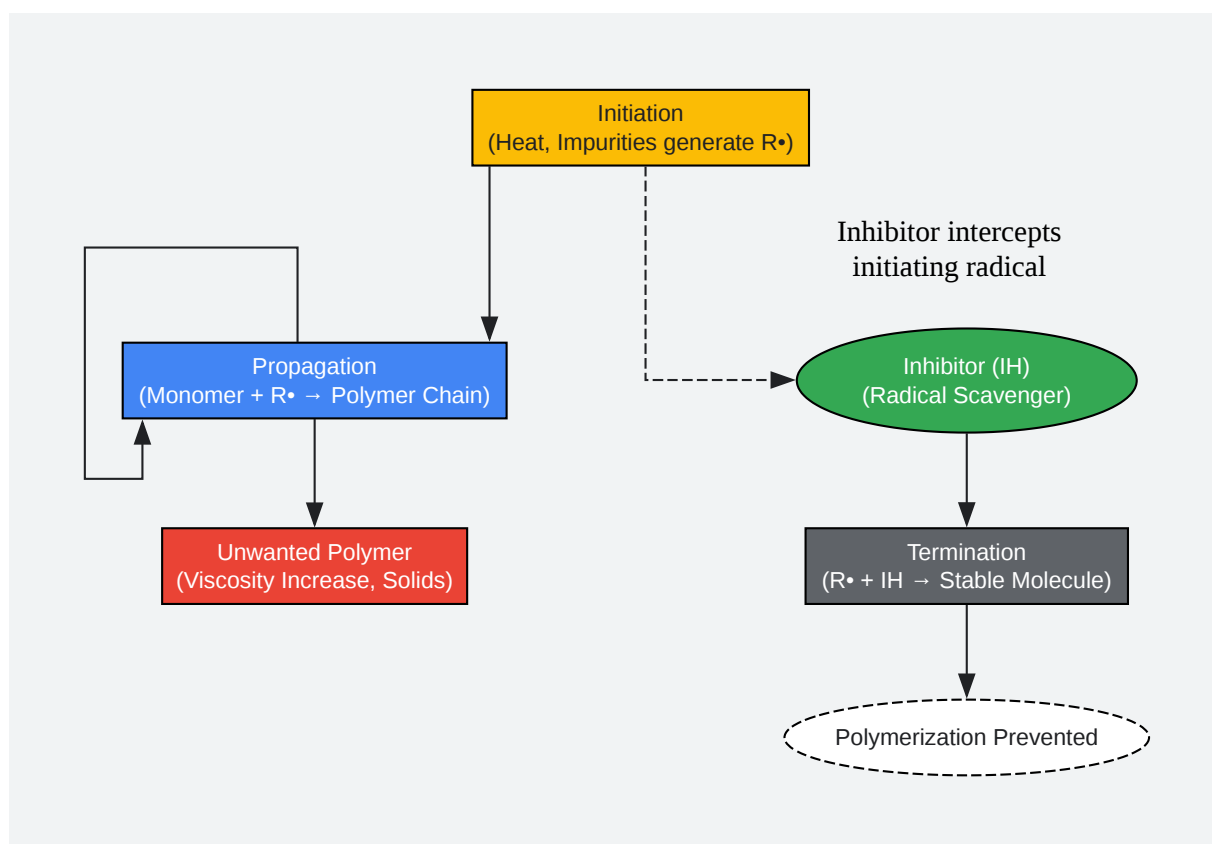 Initiation
(Heat, Impurities generate R•)
Inhibitor intercepts
initiating radical
Propagation
(Monomer + R• → Polymer Chain)
Inhibitor (IH)
(Radical Scavenger)
Unwanted Polymer
(Viscosity Increase, Solids)
Termination
(R• + IH → Stable Molecule)
Polymerization Prevented